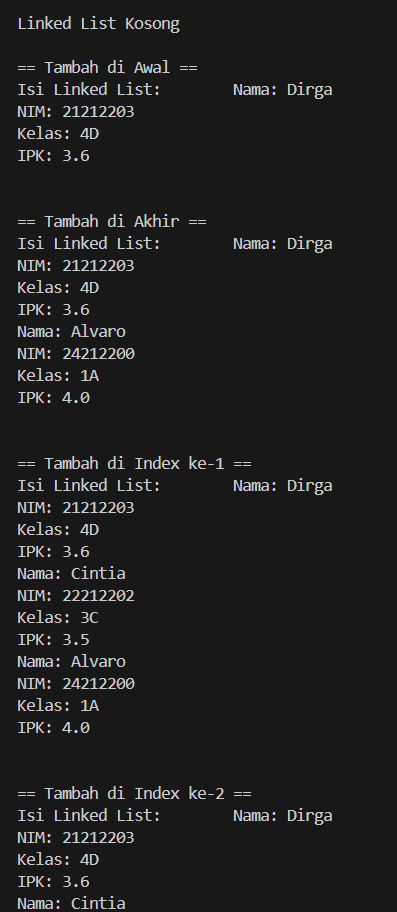 Linked List Kosong
== Tambah di Awal ==
Isi Linked List:        Nama: Dirga
NIM: 21212203
Kelas: 4D
IPK: 3.6
== Tambah di Akhir ==
Isi Linked List:        Nama: Dirga
NIM: 21212203
Kelas: 4D
IPK: 3.6
Nama: Alvaro
NIM: 24212200
Kelas: 1A
IPK: 4.0
== Tambah di Index ke-1 ==
Isi Linked List:        Nama: Dirga
NIM: 21212203
Kelas: 4D
IPK: 3.6
Nama: Cintia
NIM: 22212202
Kelas: 3C
IPK: 3.5
Nama: Alvaro
NIM: 24212200
Kelas: 1A
IPK: 4.0
== Tambah di Index ke-2 ==
Isi Linked List:        Nama: Dirga
NIM: 21212203
Kelas: 4D
IPK: 3.6
Nama: Cintia